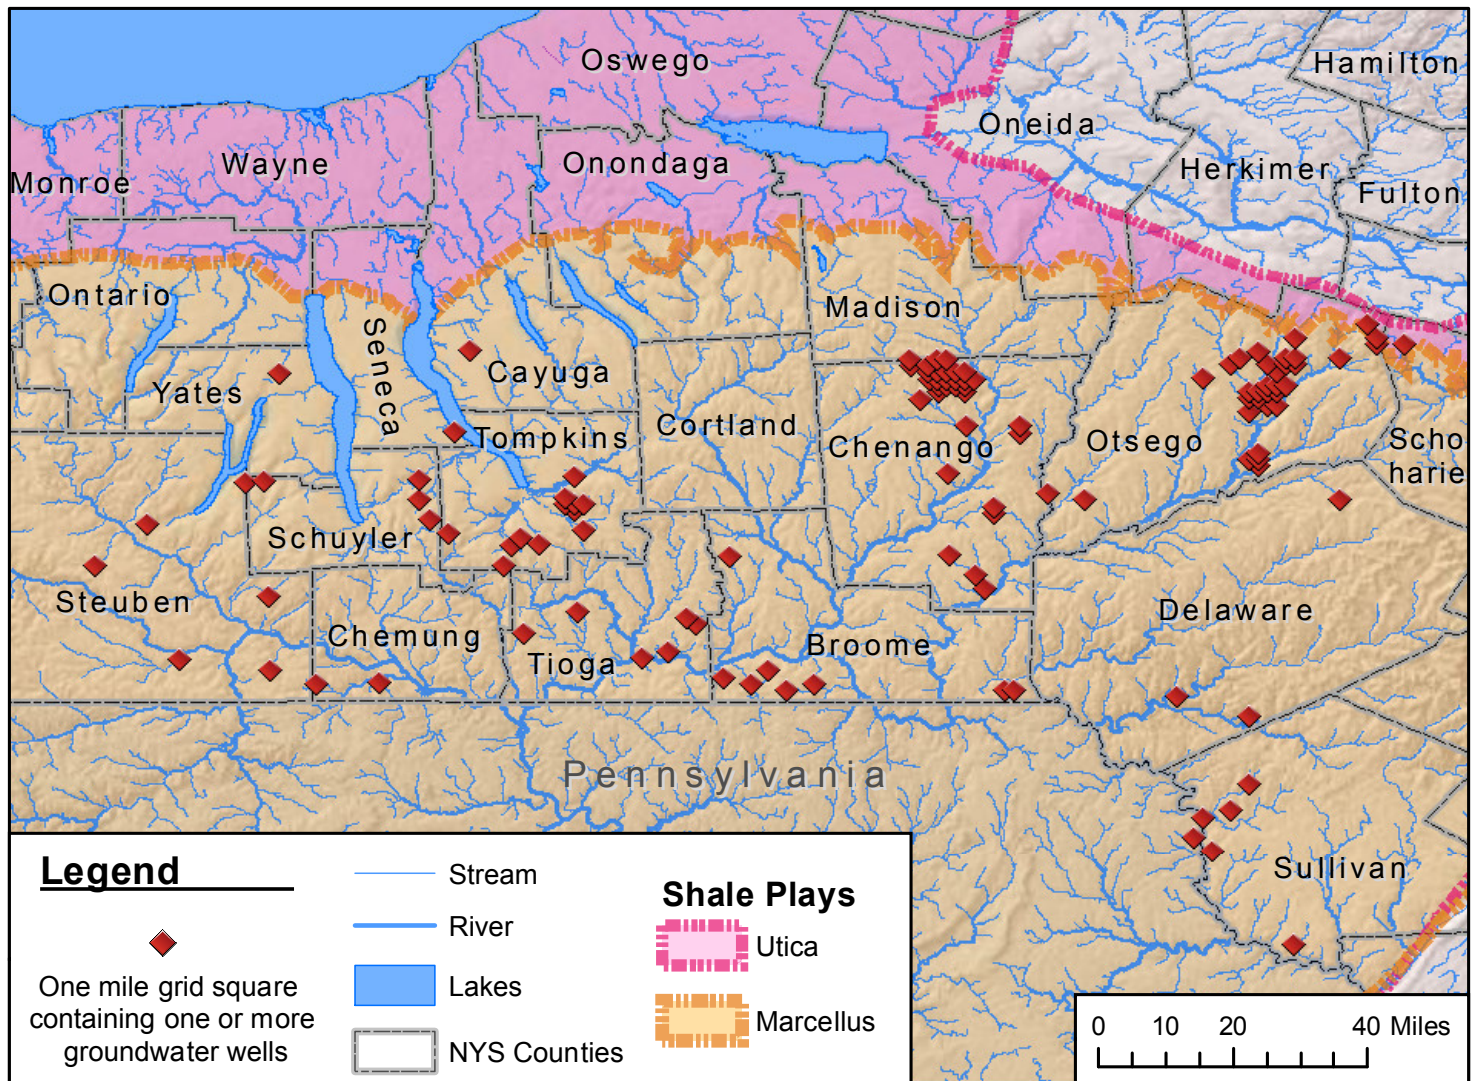 Oswego
Hamilton
Oneida
Wayne
Onondaga
Herkimer
Monroe
Fulton
Ontario
Madison
Seneca
Yates
Cayuga
Cortland
Tompkins
Chenango
Otsego
Scho
harie
Schuyler
Steuben
Delaware
Chemung
Broome
Tioga
Pennsylvania
Sullivan
Legend
One mile grid square
containing one or more
groundwater wells
Stream
River
Lakes
NYS Counties
Shale Plays
Utica
Marcellus
0 10 20 40 Miles